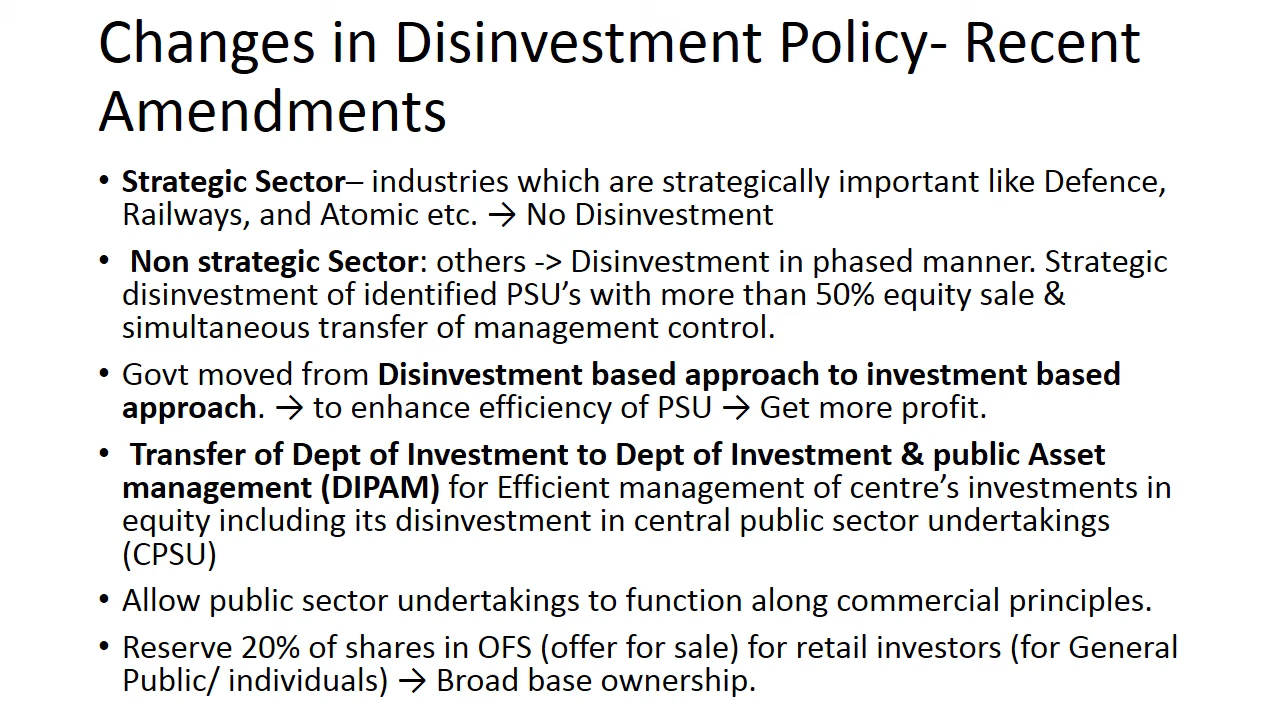 Changes in Disinvestment Policy- Recent
Amendments
• Strategic Sector– industries which are strategically important like Defence,
Railways, and Atomic etc. → No Disinvestment
• Non strategic Sector: others -> Disinvestment in phased manner. Strategic
disinvestment of identified PSU’s with more than 50% equity sale &
simultaneous transfer of management control.
• Govt moved from Disinvestment based approach to investment based
approach. → to enhance efficiency of PSU → Get more profit.
• Transfer of Dept of Investment to Dept of Investment & public Asset
management (DIPAM) for Efficient management of centre’s investments in
equity including its disinvestment in central public sector undertakings
(CPSU)
• Allow public sector undertakings to function along commercial principles.
• Reserve 20% of shares in OFS (offer for sale) for retail investors (for General
Public/ individuals) → Broad base ownership.